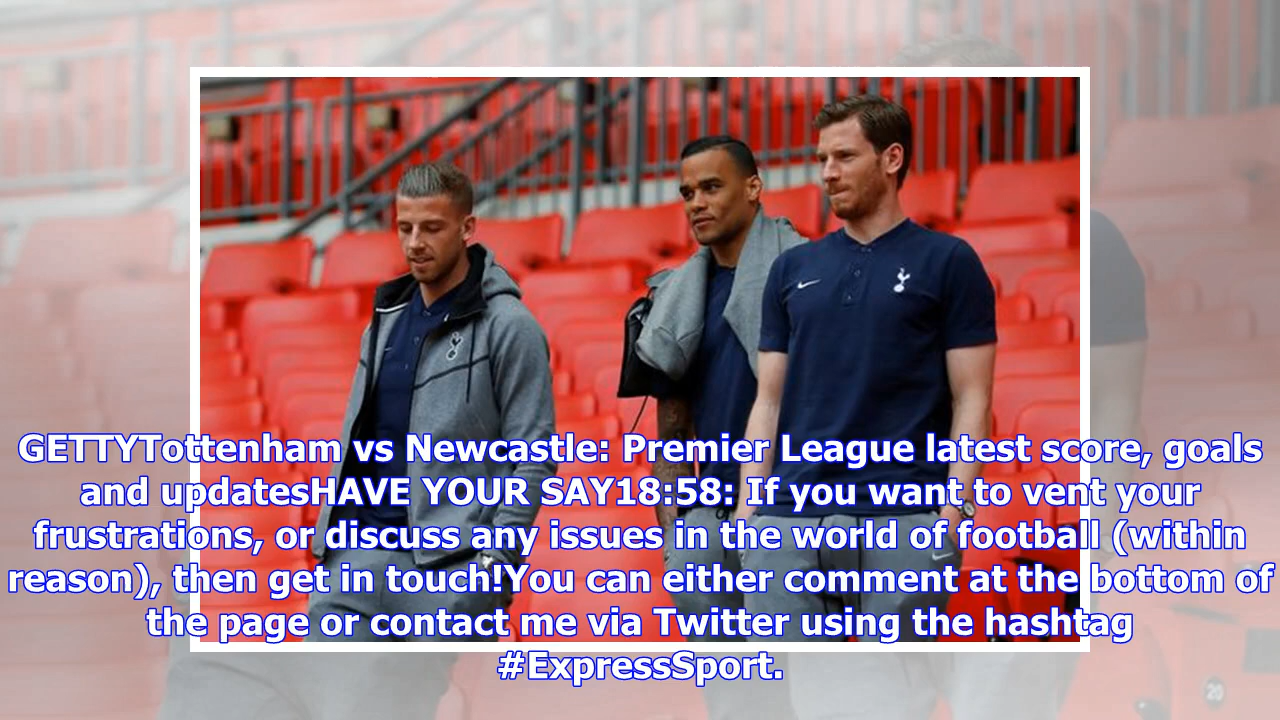 GETTYTottenham vs Newcastle: Premier League latest score, goals
and updatesHAVE YOUR SAY18:58: If you want to vent your
frustrations, or discuss any issues in the world of football (within
reason), then get in touch!You can either comment at the bottom of
the page or contact me via Twitter using the hashtag
#ExpressSport.
20